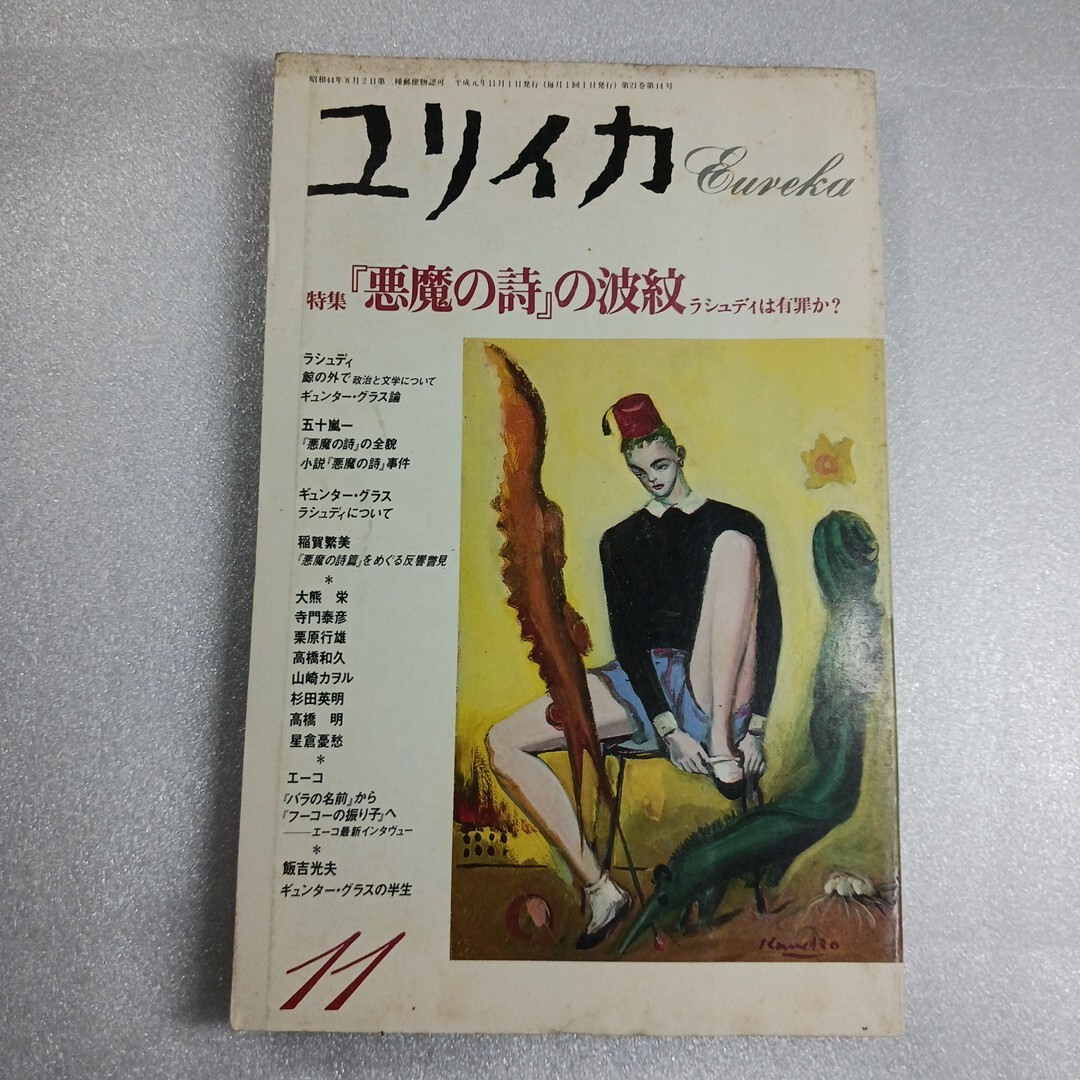 昭和44年8月2日第三種郵便物認可 平成元年11月1日発行(毎月1回1日発行)第21巻第14号
ユリイカ Eureka
特集『悪魔の詩』の波紋 ラシュディは有罪か?
ラシュディ
鯨の外で 政治と文学について
ギュンター・グラス論
五十嵐一
『悪魔の詩』の全貌
小説『悪魔の詩』事件
ギュンター・グラス
ラシュディについて
稲賀繁美
『悪魔の詩篇』をめぐる反響瞥見
*
大熊 栄
寺門泰彦
栗原行雄
高橋和久
山崎カヲル
杉田英明
高橋 明
星倉憂愁
*
エーコ
『バラの名前』から
『フーコーの振り子』へ
——エーコ最新インタヴュー
*
飯吉光夫
ギュンター・グラスの半生
11